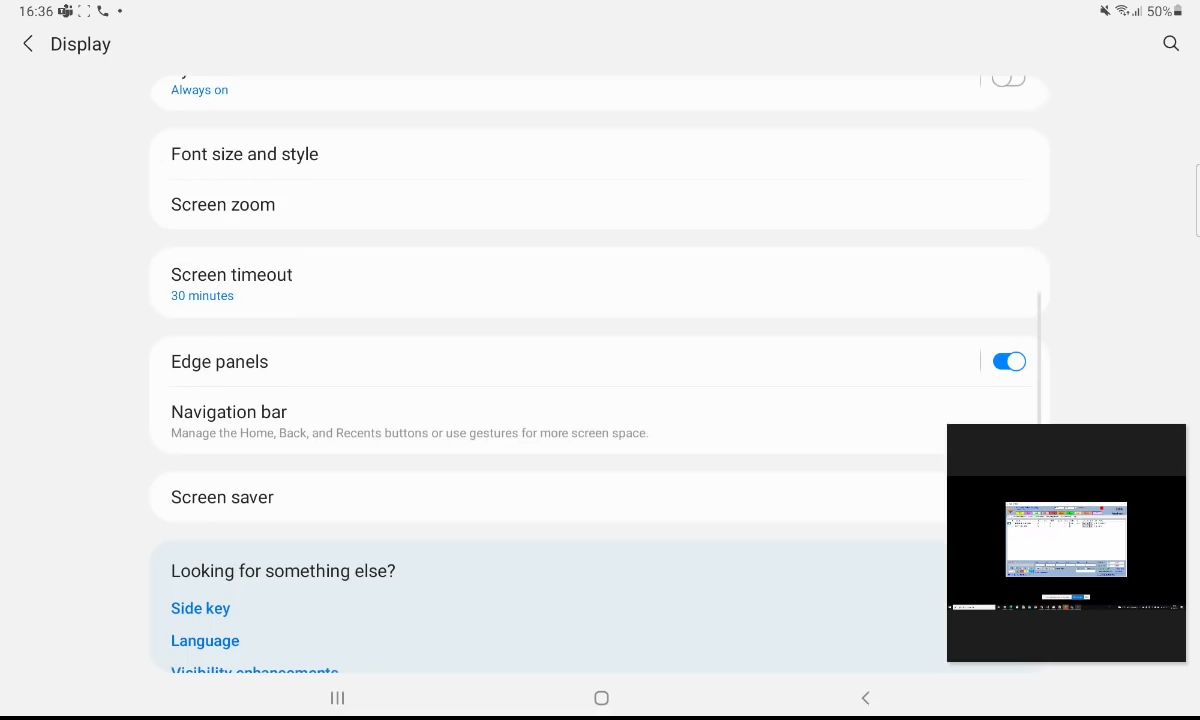 16:36
50%
Display
Always on
Font size and style
Screen zoom
Screen timeout
30 minutes
Edge panels
Navigation bar
Manage the Home, Back, and Recents buttons or use gestures for more screen space.
Screen saver
Looking for something else?
Side key
Language
Visibility enhancements